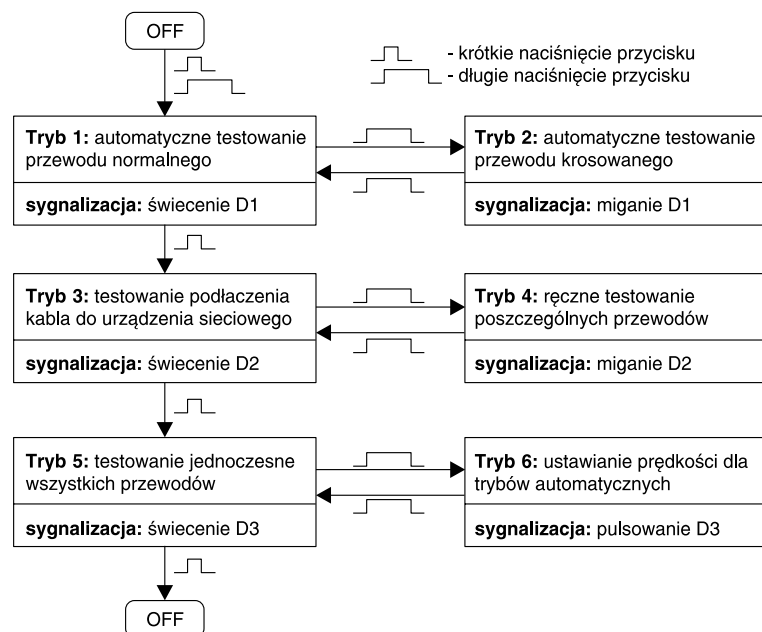 OFF
- krótkie naciśnięcie przycisku
- długie naciśnięcie przycisku
Tryb 1: automatyczne testowanie
przewodu normalnego
sygnalizacja: świecenie D1
Tryb 2: automatyczne testowanie
przewodu krosowanego
sygnalizacja: miganie D1
Tryb 3: testowanie podłączenia
kabla do urządzenia sieciowego
sygnalizacja: świecenie D2
Tryb 4: ręczne testowanie
poszczególnych przewodów
sygnalizacja: miganie D2
Tryb 5: testowanie jednoczesne
wszystkich przewodów
sygnalizacja: świecenie D3
Tryb 6: ustawianie prędkości dla
trybów automatycznych
sygnalizacja: pulsowanie D3
OFF